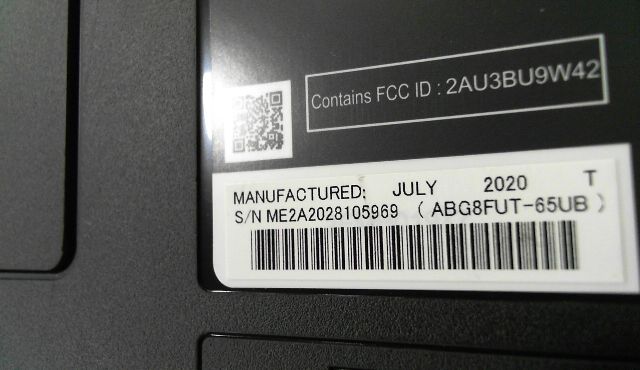 Contains FCC ID : 2AU3BU9W42
MANUFACTURED: JULY 2020 T
S/N ME2A2028105969 ( ABG8FUT-65UB )